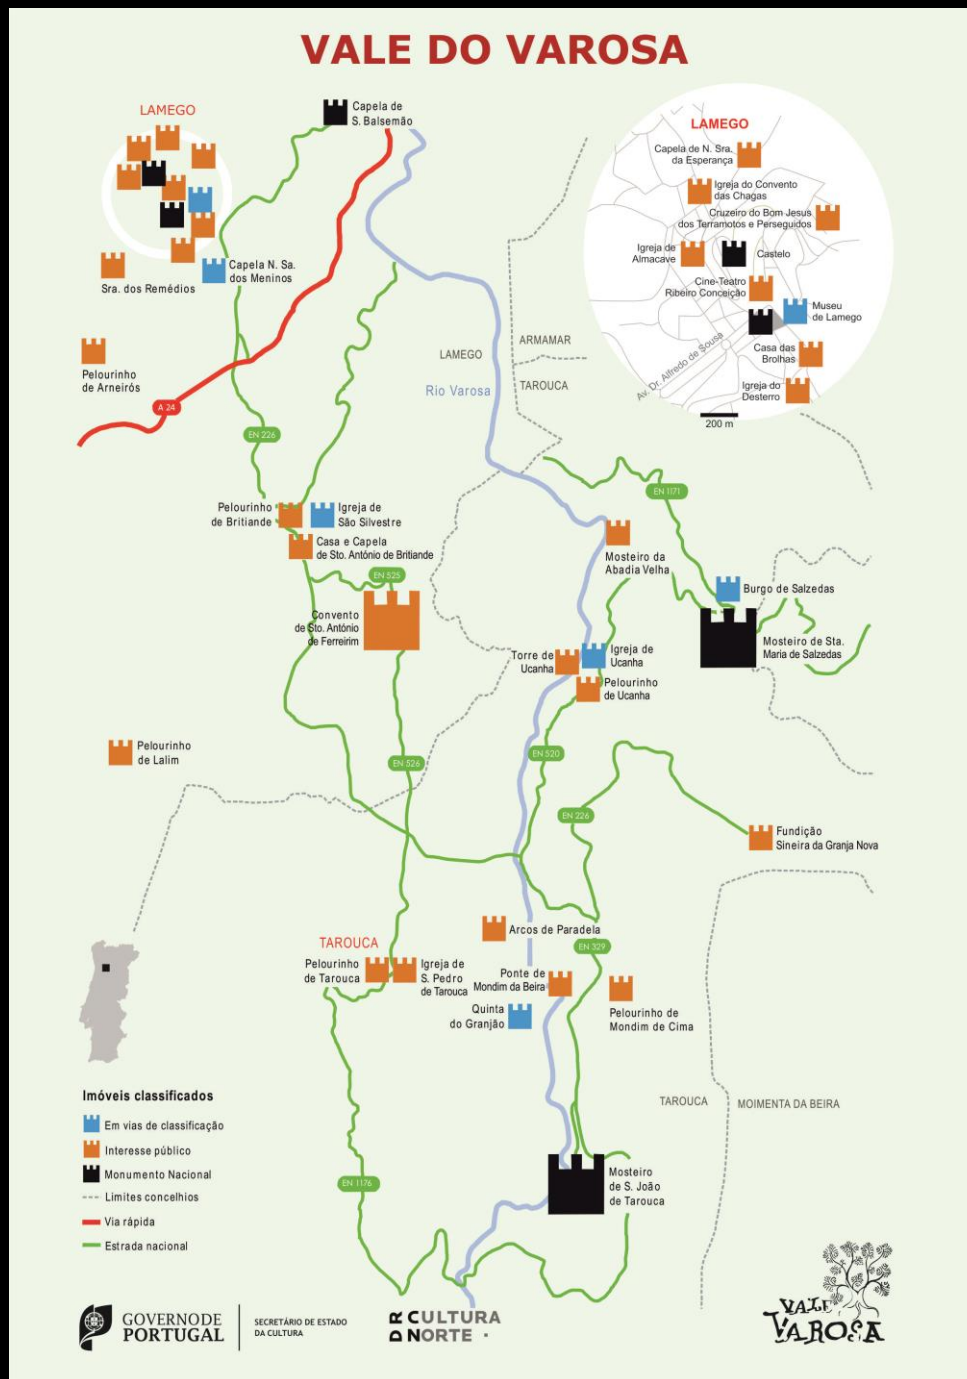 VALE DO VAROSA
LAMEGO
Capela de
S. Balsemão
LAMEGO
Capela de N. Sra.
da Esperança
Igreja do Convento
das Chagas
Cruzeiro do Bom Jesus
dos Terramotos e Perseguidos
Igreja de
Almacave
Castelo
Cine-Teatro
Ribeiro Conceição
Museu
de Lamego
Casa das
Brolhas
Igreja do
Desterro
Av. Dr. Alfredo de Sousa
200 m
Sra. dos Remédios
Capela N. Sa.
dos Meninos
Pelourinho
de Arneirós
LAMEGO
ARMAMAR
TAROUCA
Rio Varosa
A 24
EN 226
EN 1171
Pelourinho
de Britiande
Igreja de
São Silvestre
Casa e Capela
de Sto. António de Britiande
EN 525
Mosteiro da
Abadia Velha
Burgo de Salzedas
Convento
de Sto. António
de Ferreirim
Mosteiro de Sta.
Maria de Salzedas
Torre de
Ucanha
Igreja de
Ucanha
Pelourinho
de Ucanha
Pelourinho
de Lalim
EN 526
EN 520
EN 226
Fundição
Sineira da Granja Nova
Arcos de Paradela
TAROUCA
EN 329
Pelourinho
de Tarouca
Igreja de
S. Pedro
de Tarouca
Ponte de
Mondim da Beira
Quinta
do Granjão
Pelourinho de
Mondim de Cima
TAROUCA
MOIMENTA DA BEIRA
Imóveis classificados
Em vias de classificação
Interesse público
Monumento Nacional
Limites concelhios
Via rápida
Estrada nacional
EN 1176
Mosteiro
de S. João
de Tarouca
GOVERNO DE
PORTUGAL
SECRETÁRIO DE ESTADO
DA CULTURA
DR CULTURA
NORTE
VALE
VAROSA